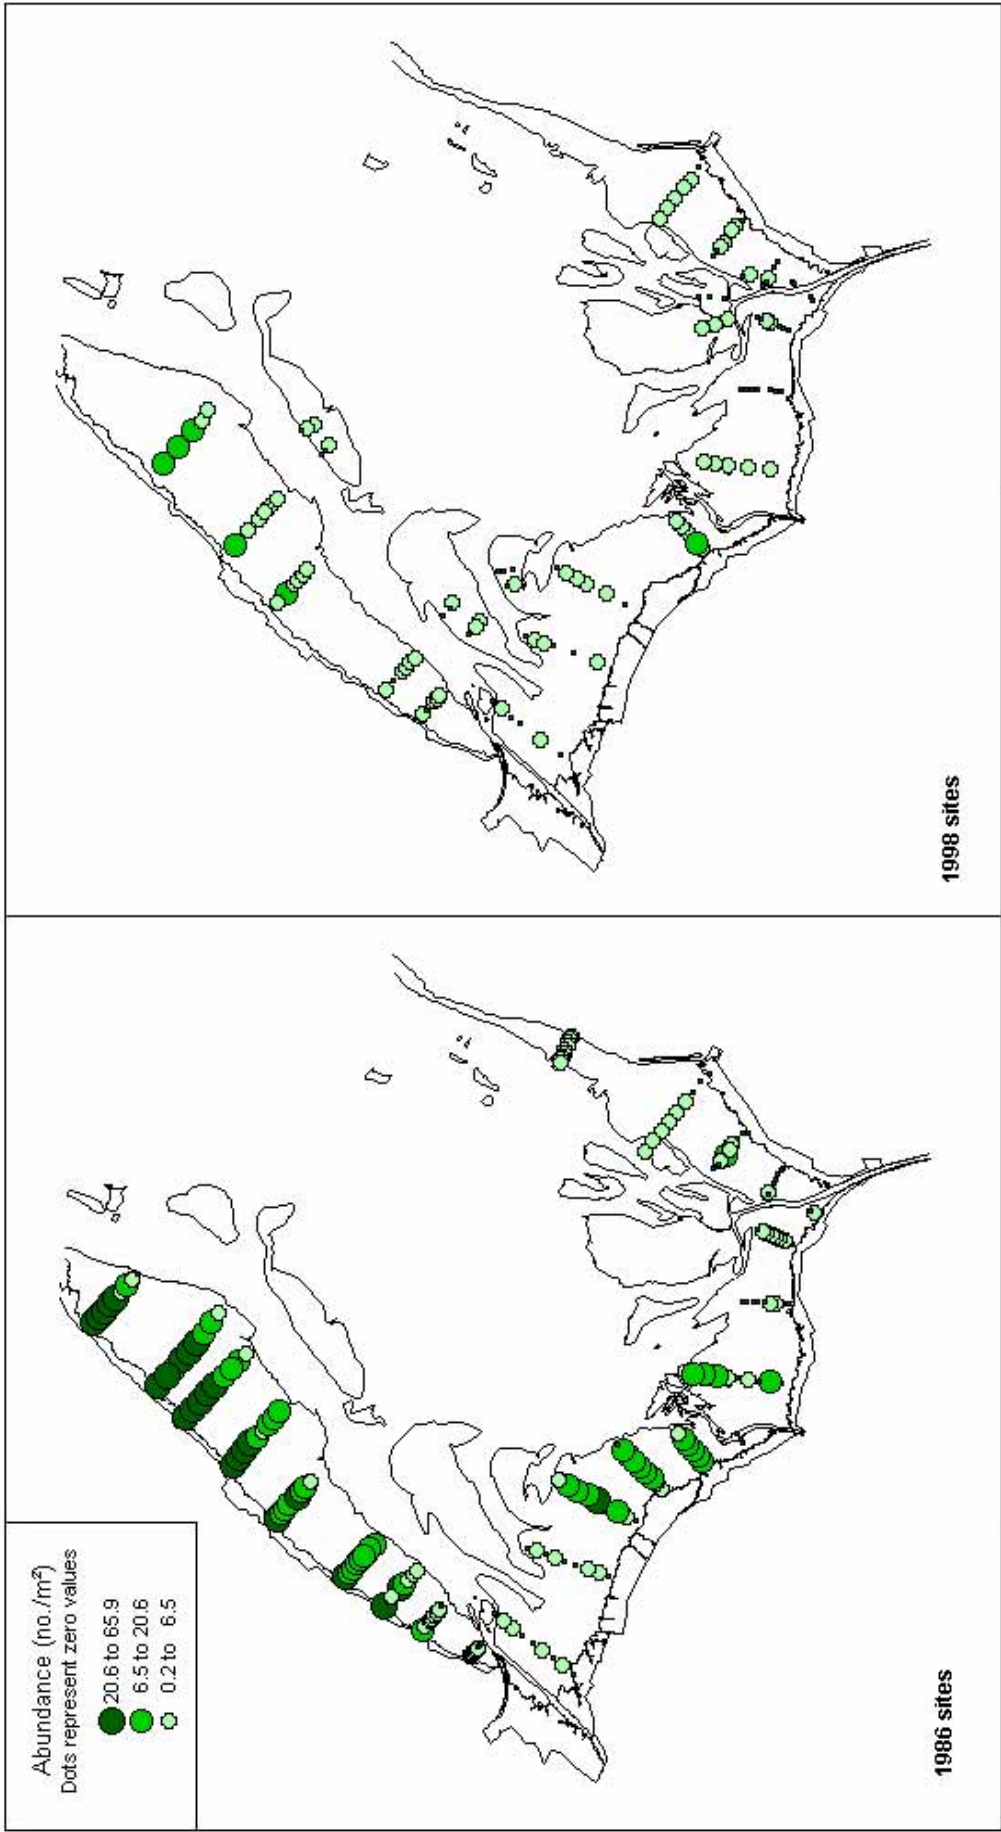 Abundance (no./m²)
Dots represent zero values
20.6 to 65.9
6.5 to 20.6
0.2 to 6.5
1986 sites
1998 sites